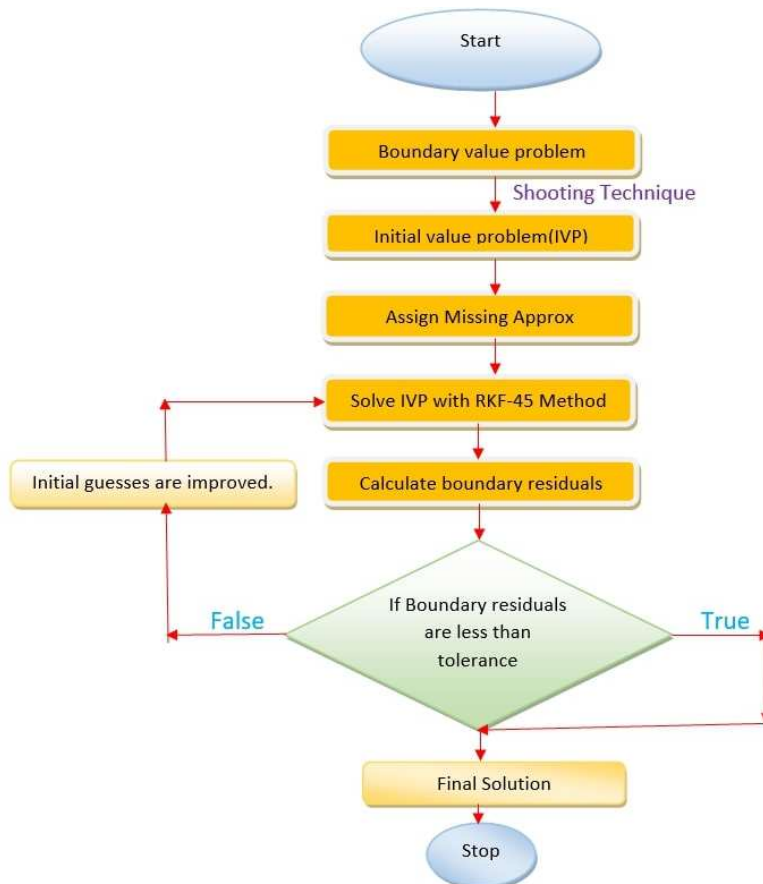 Start
Boundary value problem
Shooting Technique
Initial value problem(IVP)
Assign Missing Approx
Solve IVP with RKF-45 Method
Initial guesses are improved.
Calculate boundary residuals
If Boundary residuals
are less than
tolerance
False
True
Final Solution
Stop